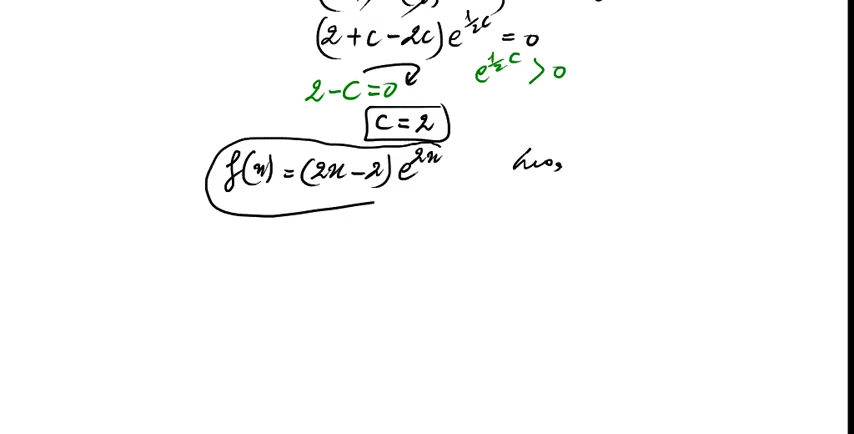 (2+c-2c)e^{½c} = 0
2-c=0 e^{½c} > 0
c = 2
f(x) = (2x-2)e^{2x}